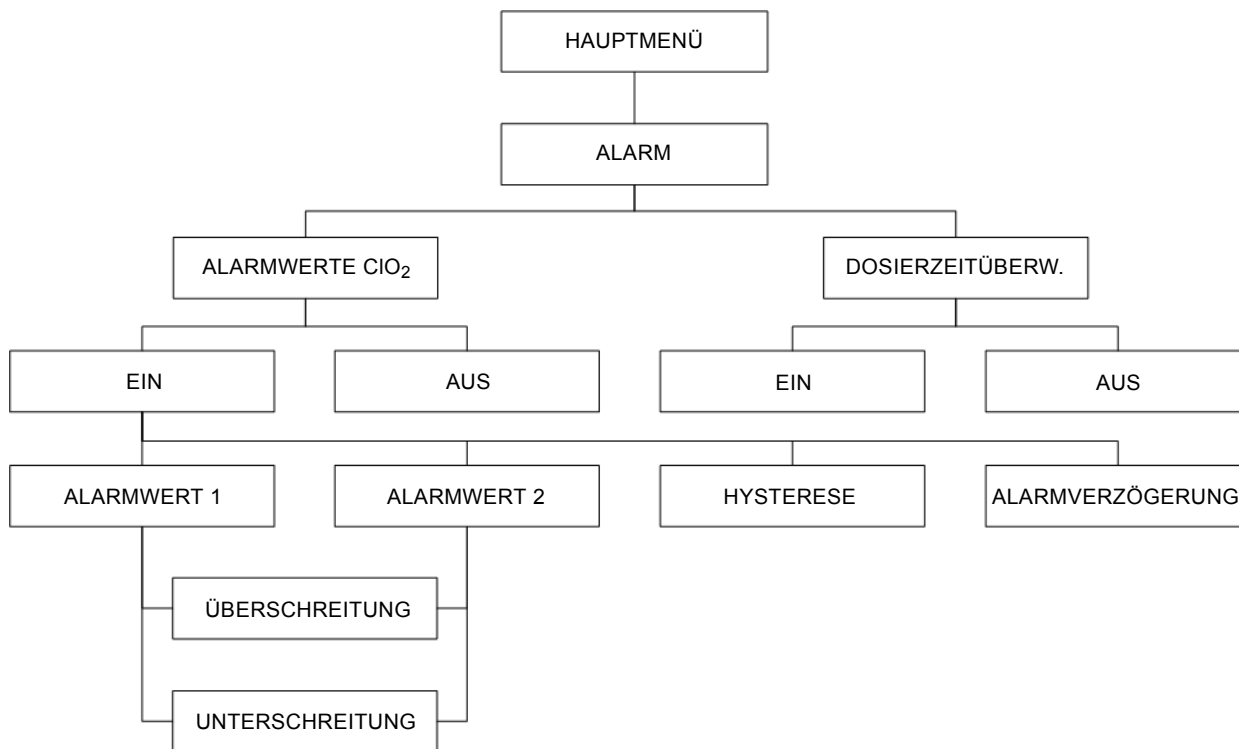 HAUPTMENÜ
ALARM
ALARMWERTE ClO₂
DOSIERZEITÜBERW.
EIN
AUS
EIN
AUS
ALARMWERT 1
ALARMWERT 2
HYSTERESE
ALARMVERZÖGERUNG
ÜBERSCHREITUNG
UNTERSCHREITUNG